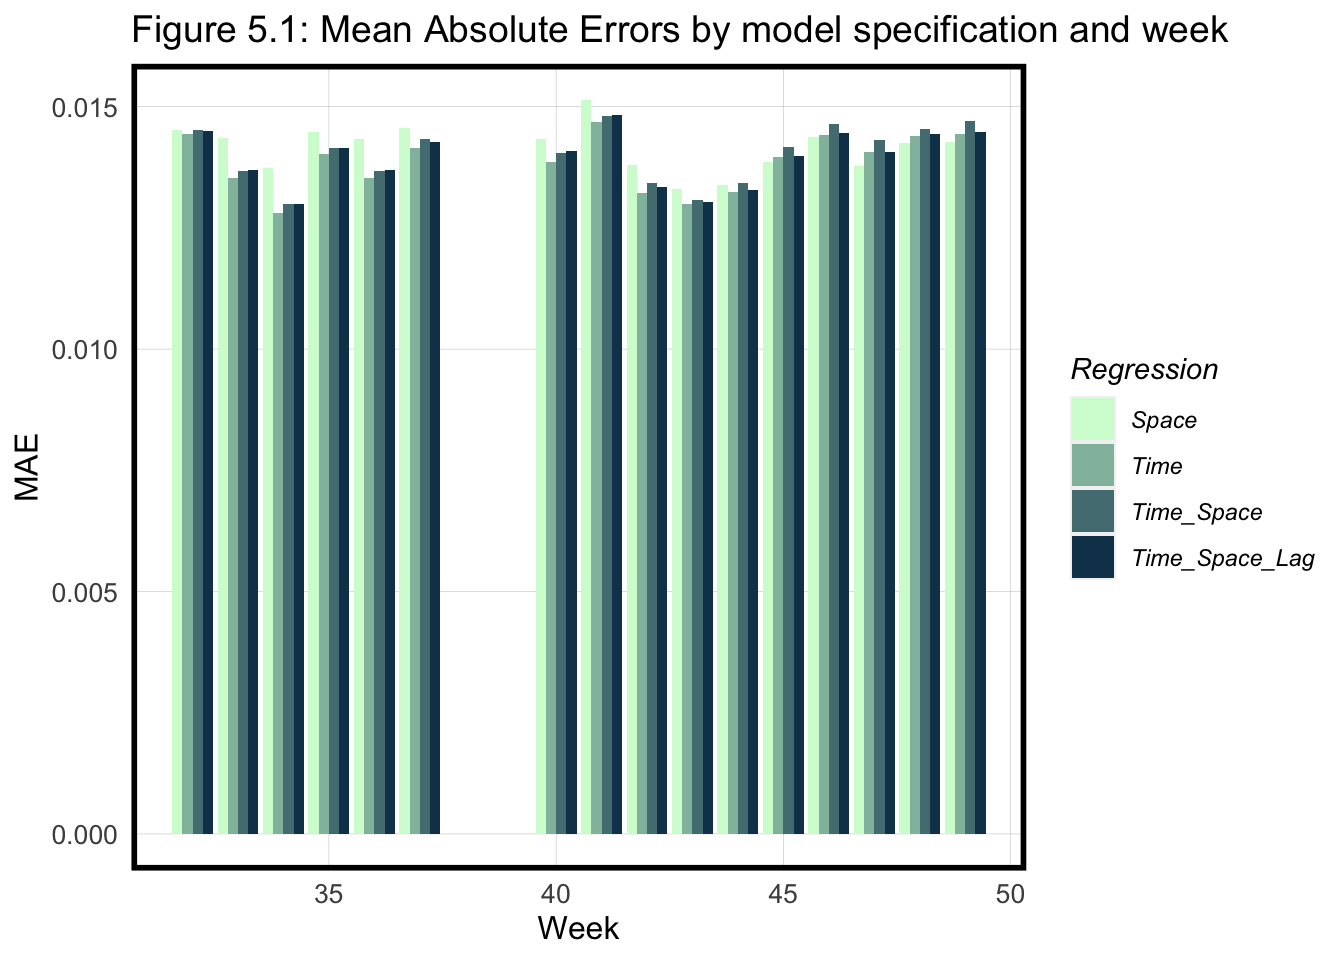 Figure 5.1: Mean Absolute Errors by model specification and week
0.015
0.010
0.005
0.000
MAE
35
40
45
50
Week
Regression
Space
Time
Time_Space
Time_Space_Lag